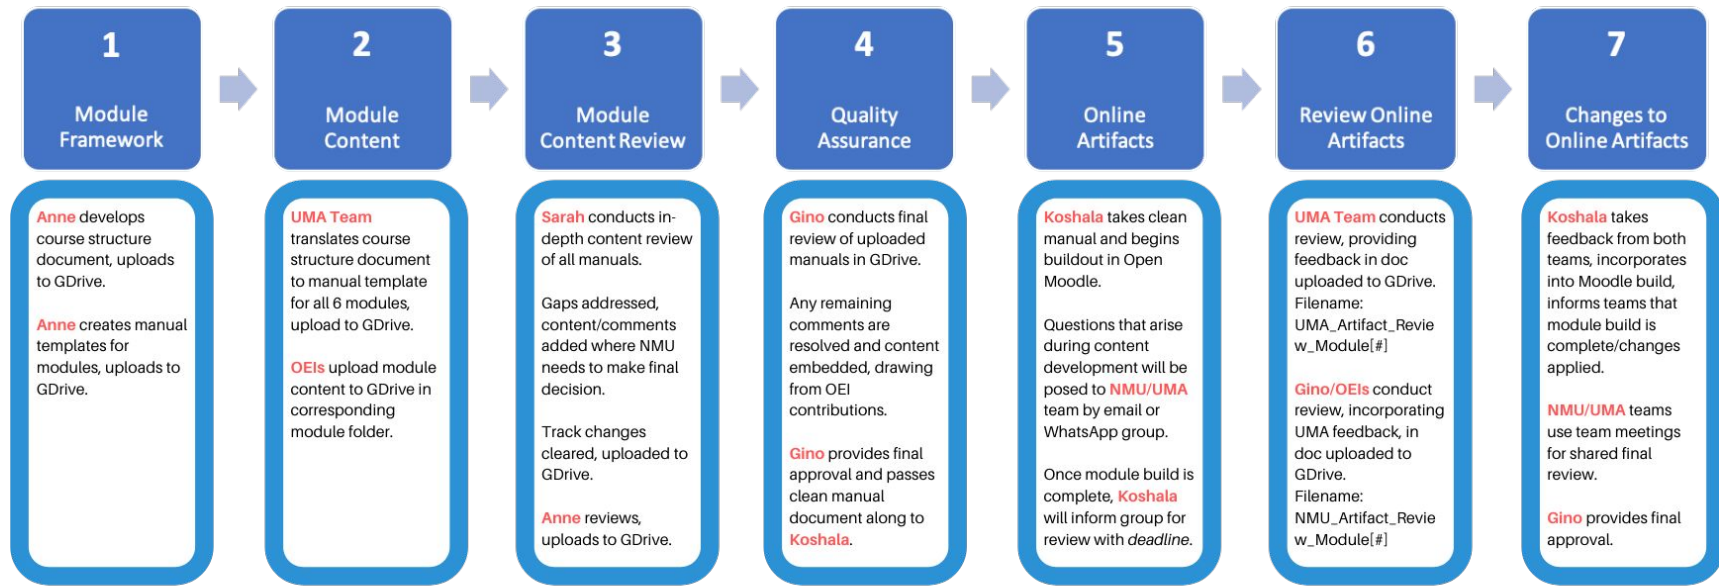 1
Module
Framework
2
Module
Content
3
Module
Content Review
4
Quality
Assurance
5
Online
Artifacts
6
Review Online
Artifacts
7
Changes to
Online Artifacts
Anne develops
course structure
document, uploads
to GDrive.
Anne creates manual
templates for
modules, uploads to
GDrive.
UMA Team
translates course
structure document
to manual template
for all 6 modules,
upload to GDrive.
OEIs upload module
content to GDrive in
corresponding
module folder.
Sarah conducts in-
depth content review
of all manuals.
Gaps addressed,
content/comments
added where NMU
needs to make final
decision.
Track changes
cleared, uploaded to
GDrive.
Anne reviews,
uploads to GDrive.
Gino conducts final
review of uploaded
manuals in GDrive.
Any remaining
comments are
resolved and content
embedded, drawing
from OEI
contributions.
Gino provides final
approval and passes
clean manual
document along to
Koshala.
Koshala takes clean
manual and begins
buildout in Open
Moodle.
Questions that arise
during content
development will be
posed to NMU/UMA
team by email or
WhatsApp group.
Once module build is
complete, Koshala
will inform group for
review with deadline.
UMA Team conducts
review, providing
feedback in doc
uploaded to GDrive.
Filename:
UMA_Artifact_Revie
w_Module[#]
Gino/OEIs conduct
review, incorporating
UMA feedback, in
doc uploaded to
GDrive.
Filename:
NMU_Artifact_Revie
w_Module[#]
Koshala takes
feedback from both
teams, incorporates
into Moodle build,
informs teams that
module build is
complete/changes
applied.
NMU/UMA teams
use team meetings
for shared final
review.
Gino provides final
approval.